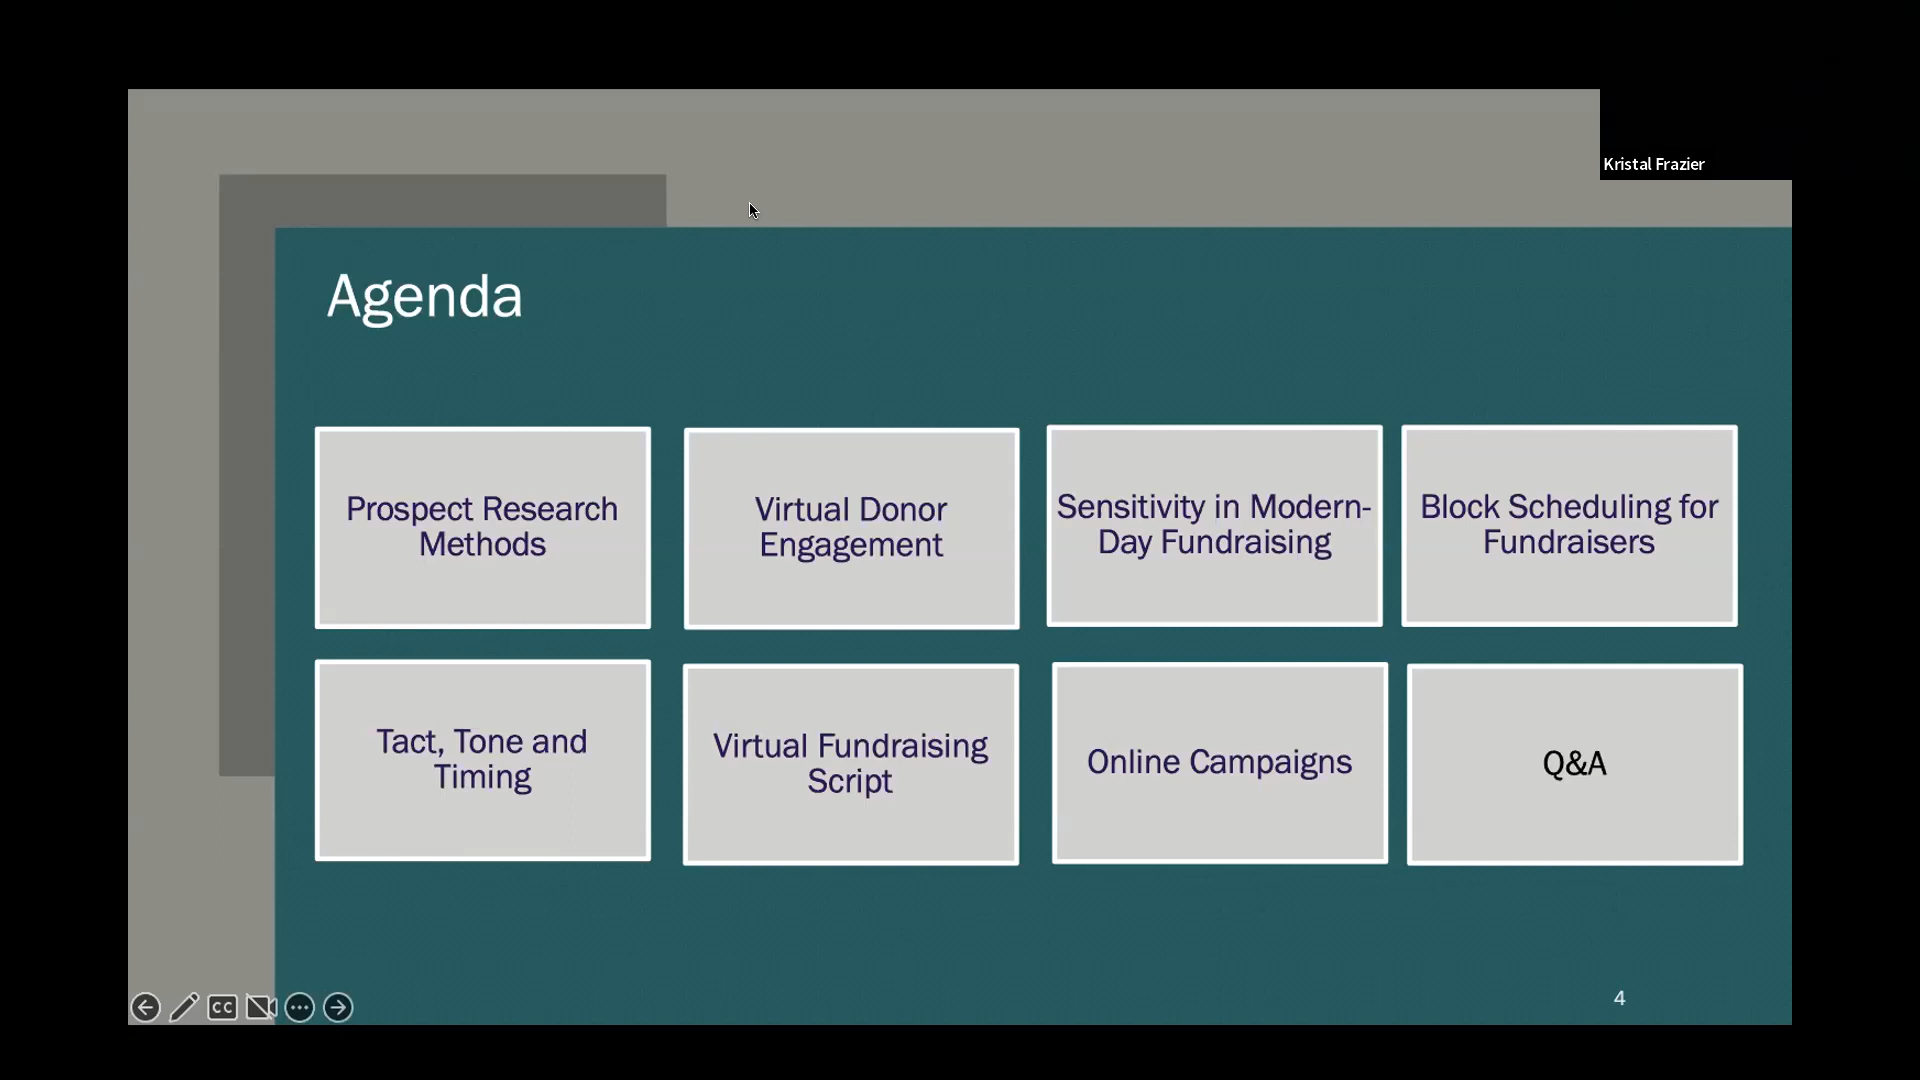 Kristal Frazier
Agenda
Prospect Research
Methods
Virtual Donor
Engagement
Sensitivity in Modern-
Day Fundraising
Block Scheduling for
Fundraisers
Tact, Tone and
Timing
Virtual Fundraising
Script
Online Campaigns
Q&A
CC
4